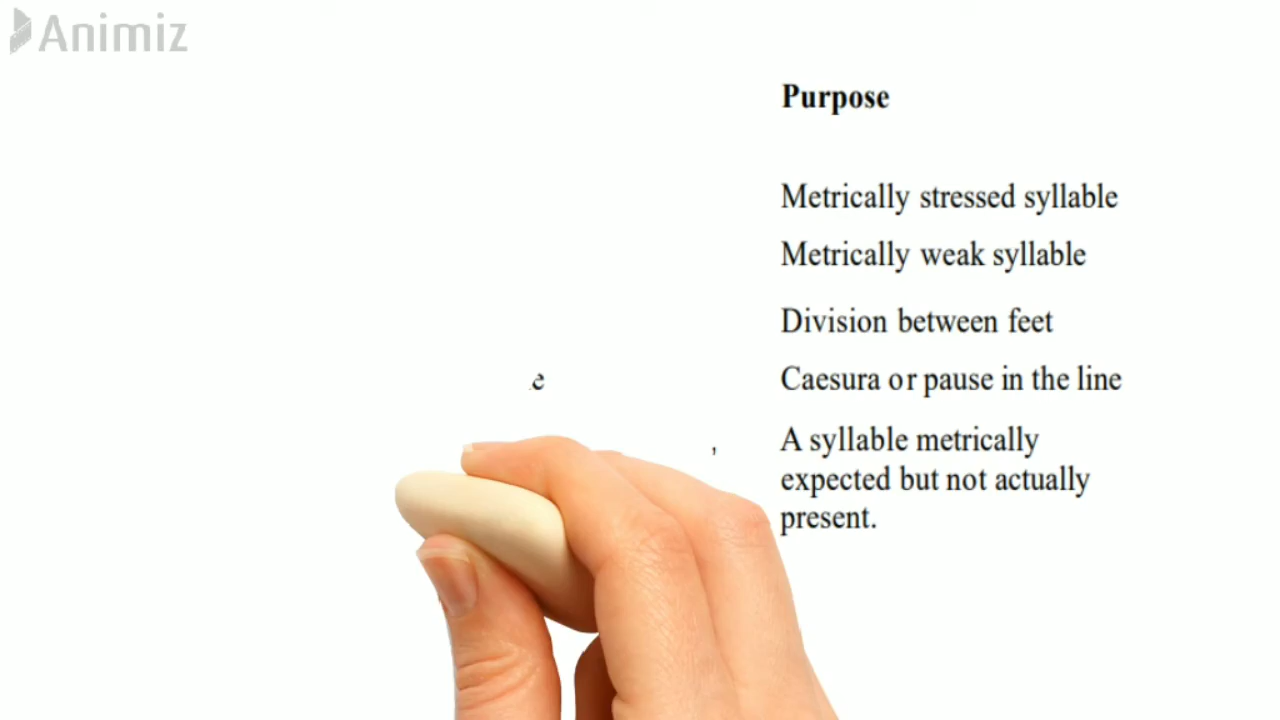 Animiz
Purpose
Metrically stressed syllable
Metrically weak syllable
Division between feet
e
Caesura or pause in the line
,
A syllable metrically
expected but not actually
present.